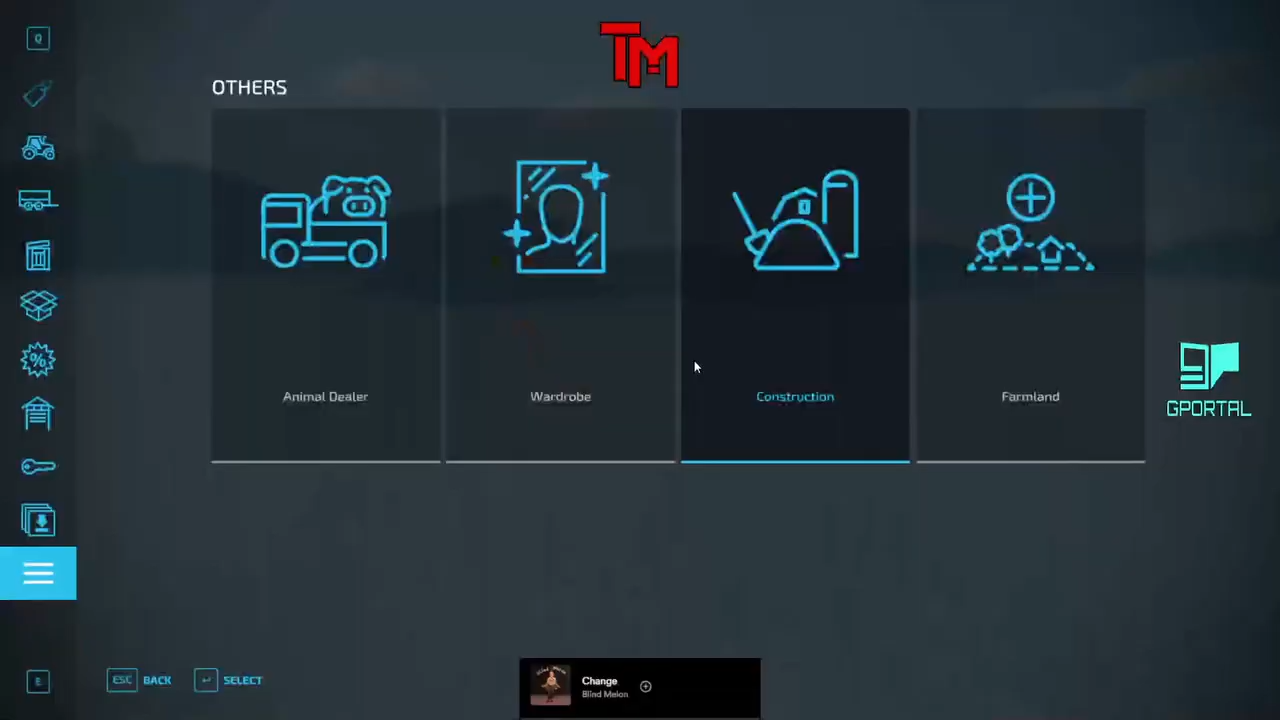 Q
TM
OTHERS
Animal Dealer
Wardrobe
Construction
Farmland
%
GPORTAL
E
ESC BACK
SELECT
Change
Blind Melon